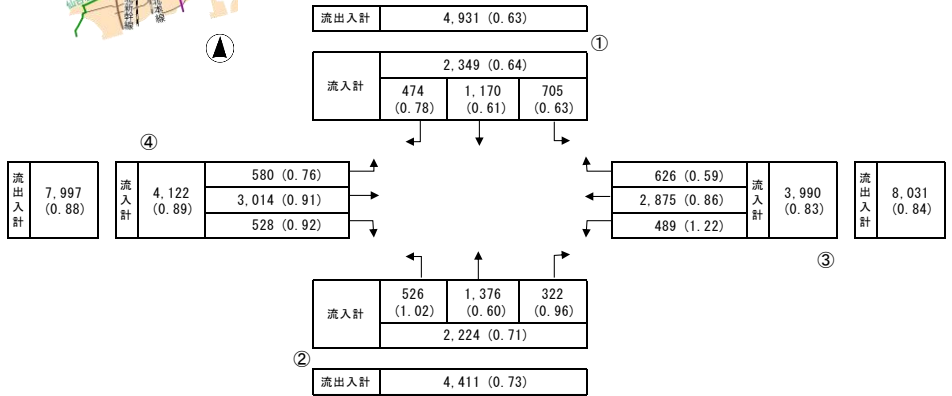 本線
流出入計 4,931 (0.63)
①
流入計
2,349 (0.64)
474 (0.78)
1,170 (0.61)
705 (0.63)
④
流出入計 7,997 (0.88)
流入計 4,122 (0.89)
580 (0.76)
3,014 (0.91)
528 (0.92)
626 (0.59)
2,875 (0.86)
489 (1.22)
流入計 3,990 (0.83)
流出入計 8,031 (0.84)
③
流入計
526 (1.02)
1,376 (0.60)
322 (0.96)
2,224 (0.71)
②
流出入計 4,411 (0.73)